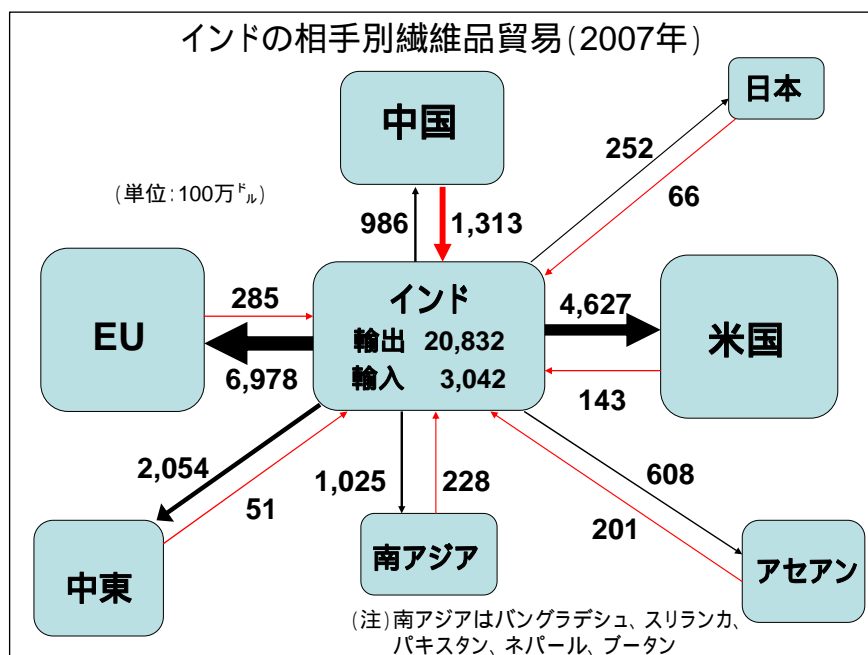 インドの相手別繊維品貿易(2007年)
日本
中国
252
(単位:100万㌦)
66
986
1,313
285
インド
4,627
EU
輸出 20,832
米国
輸入 3,042
6,978
143
2,054
608
1,025
228
51
201
南アジア
アセアン
中東
(注)南アジアはバングラデシュ、スリランカ、
パキスタン、ネパール、ブータン